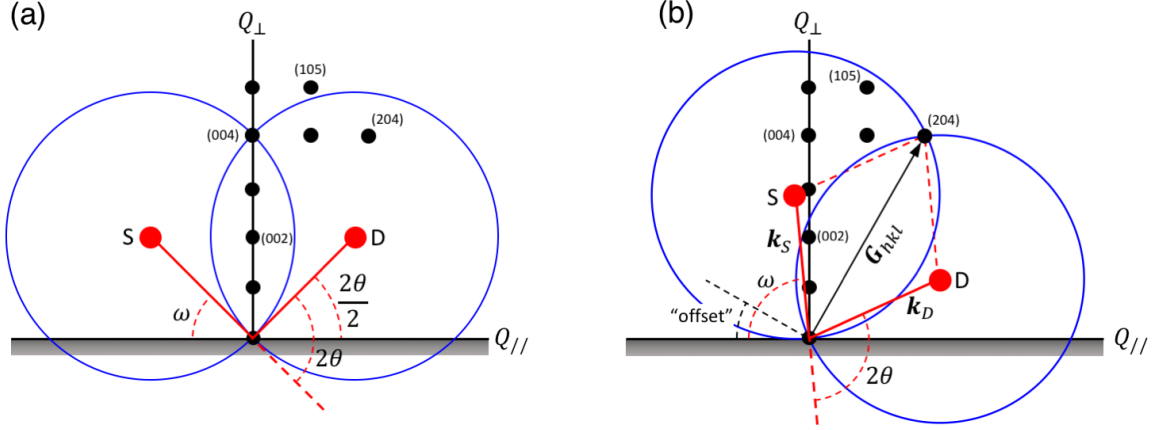 (a)
Q⊥
(105)
(004)
(204)
S
(002)
D
ω
2θ/2
2θ
Q//
(b)
Q⊥
(105)
(204)
(004)
S
k_S
(002)
G_hkl
ω
D
"offset"
k_D
2θ
Q//